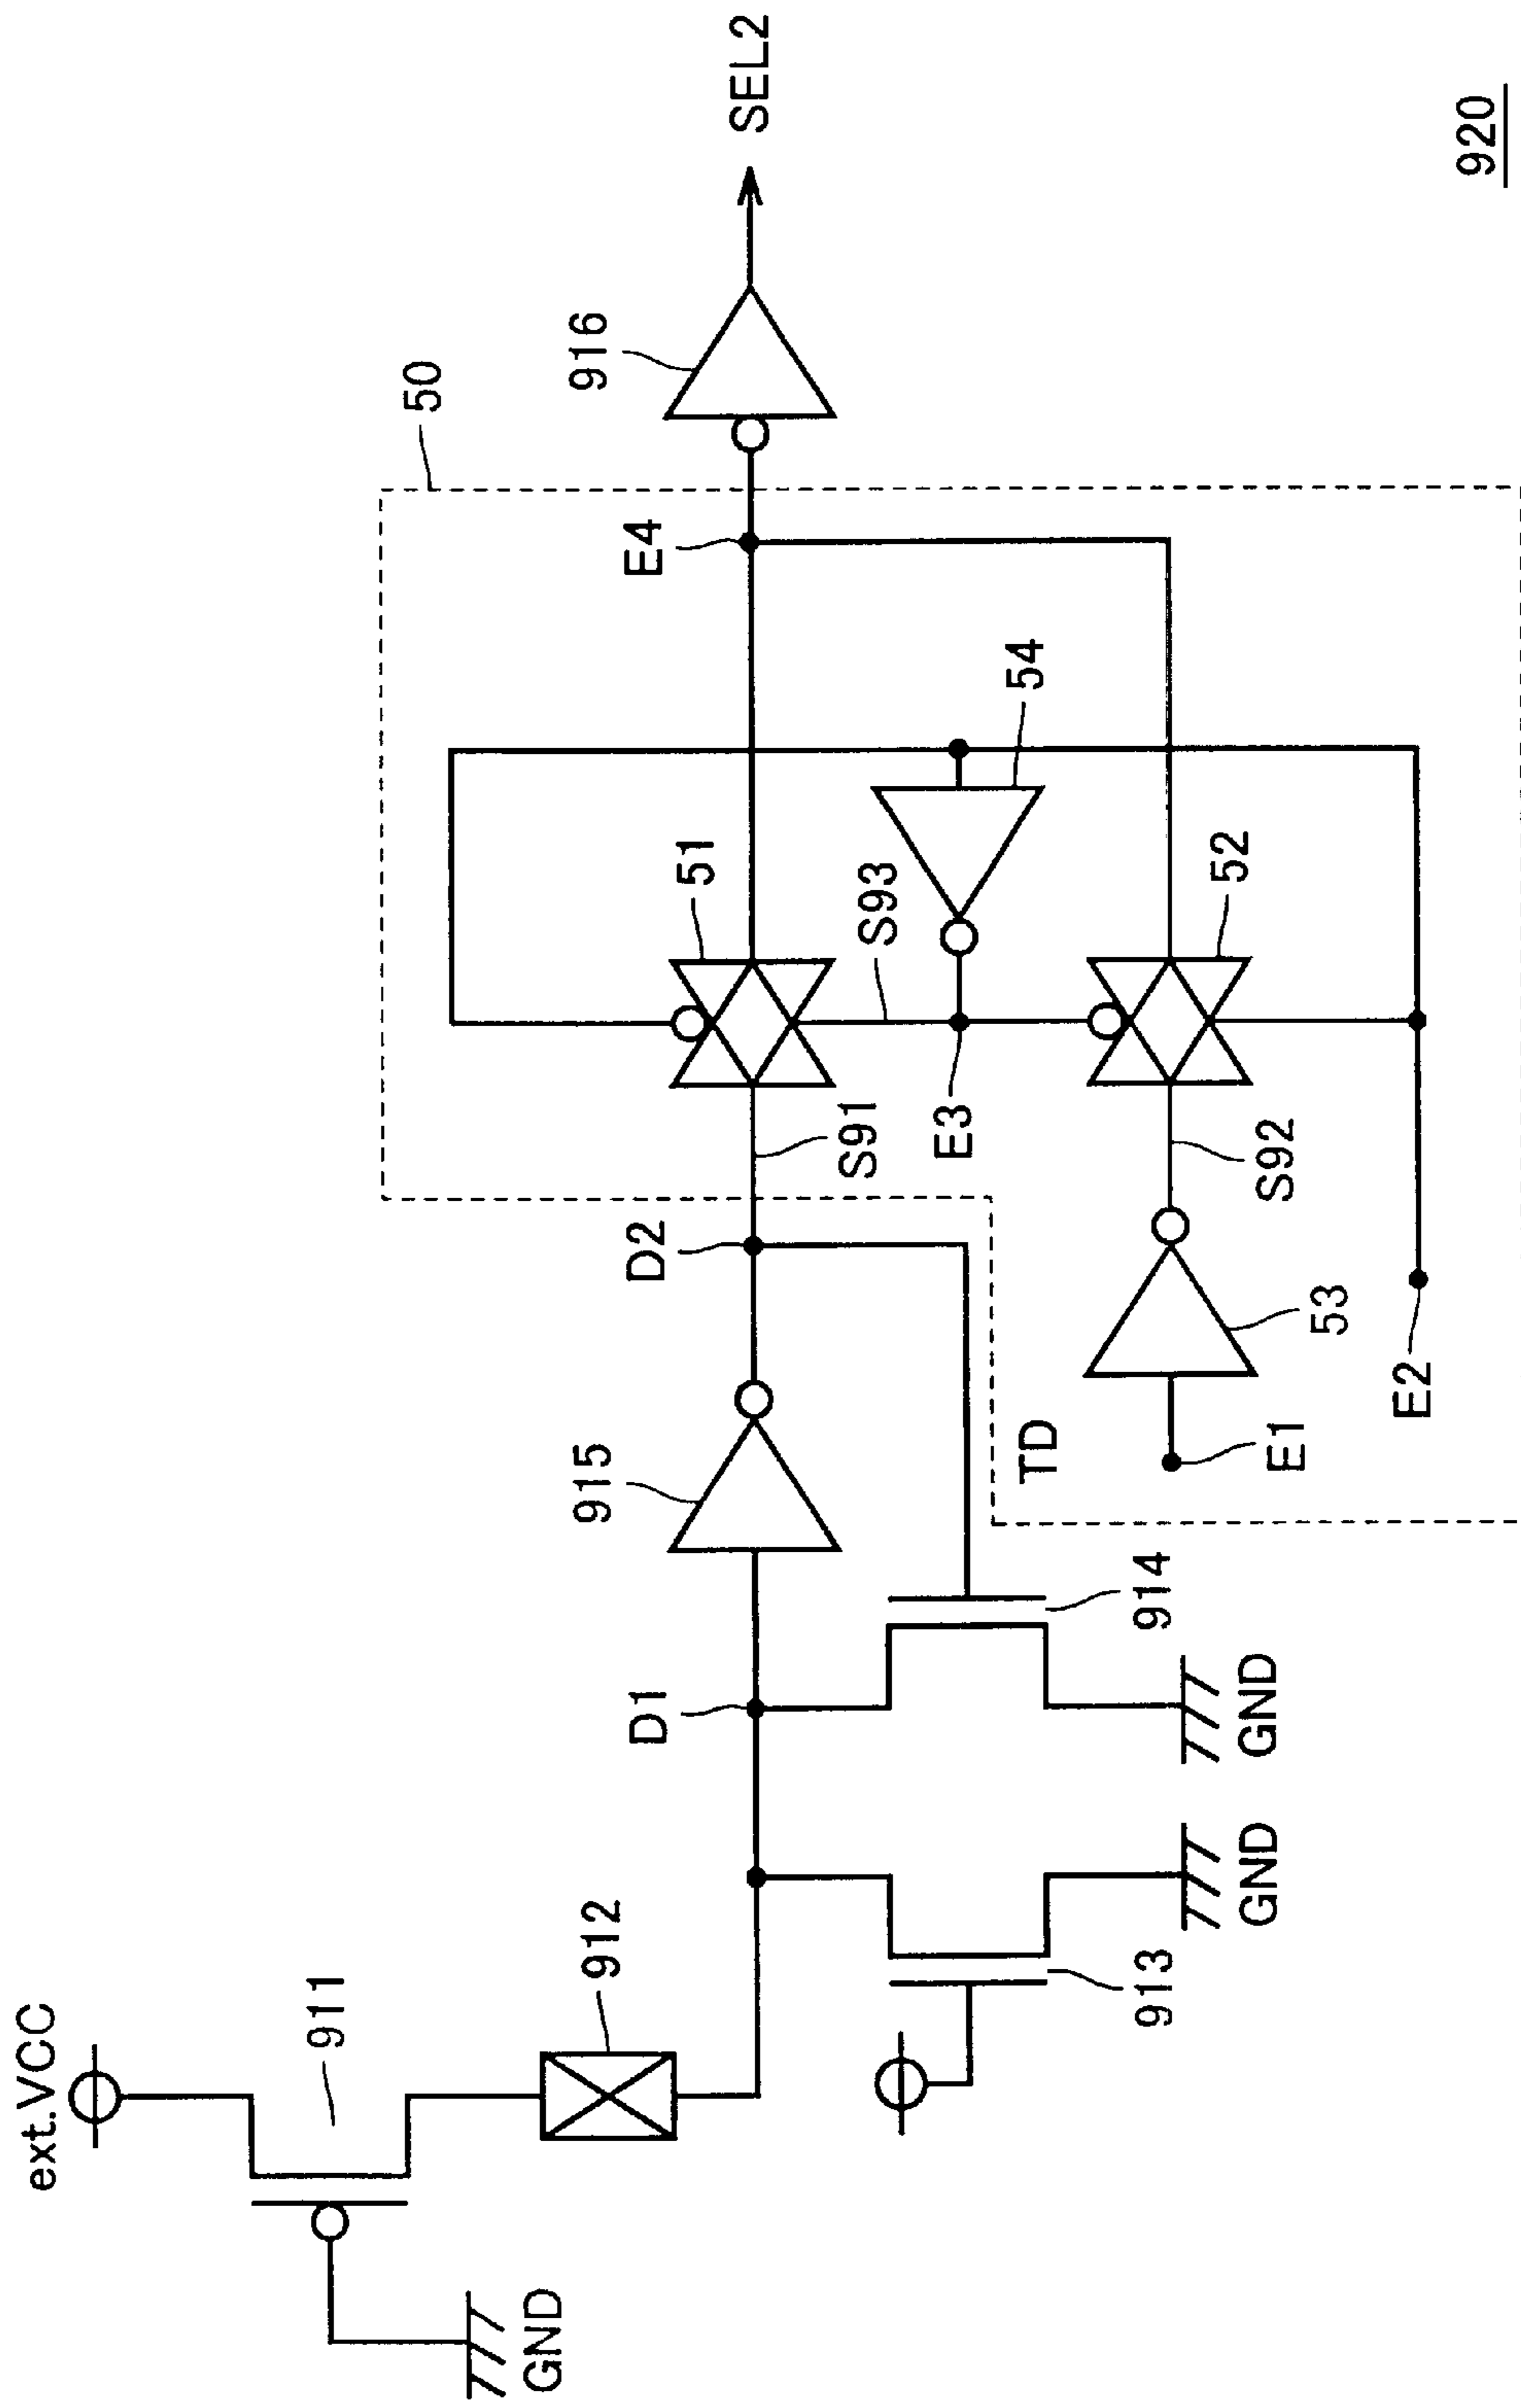 ext.VCC
911
GND
912
913
GND
D1
914
GND
915
D2
S91
TD
E1
53
S92
E2
E3
S93
51
52
54
E4
50
916
SEL2
920